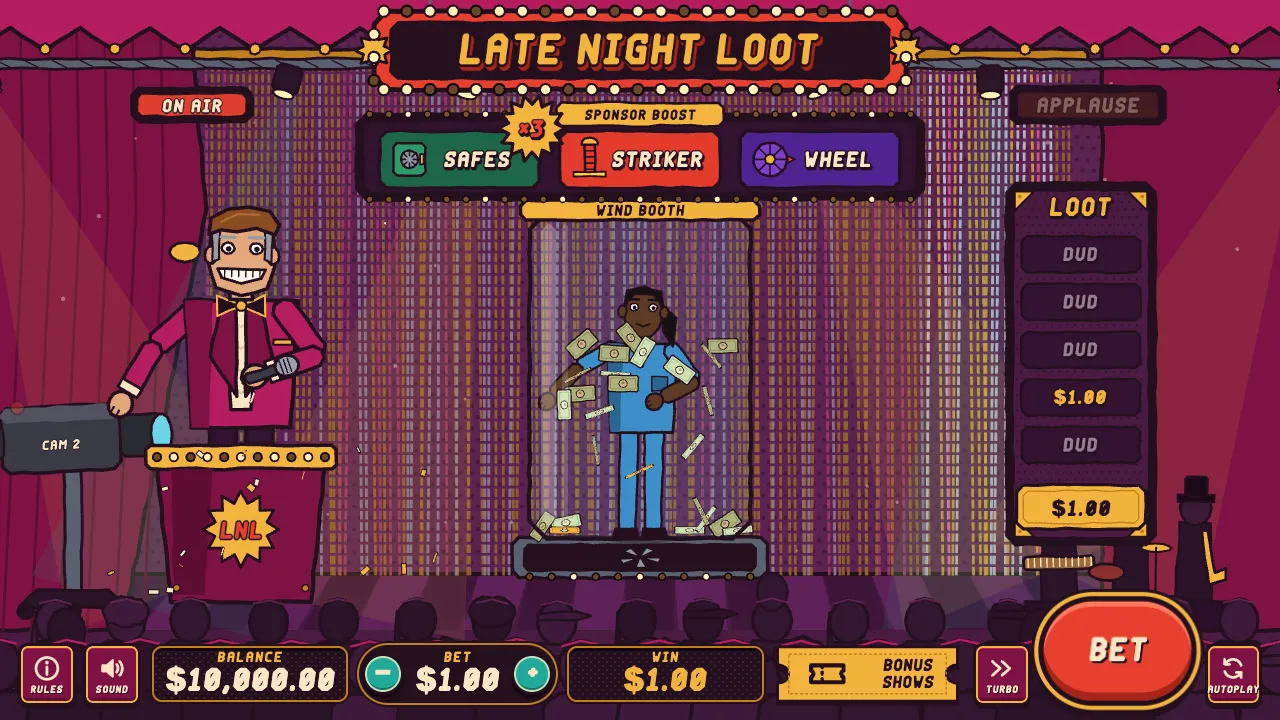 LATE NIGHT LOOT
ON AIR
APPLAUSE
SPONSOR BOOST
x3
SAFES
STRIKER
WHEEL
WIND BOOTH
LOOT
DUD
DUD
DUD
$1.00
DUD
$1.00
CAM 2
LNL
RULES
SOUND
BALANCE
$10,000.00
BET
$1.00
WIN
$1.00
BONUS
SHOWS
TURBO
BET
AUTOPLAY